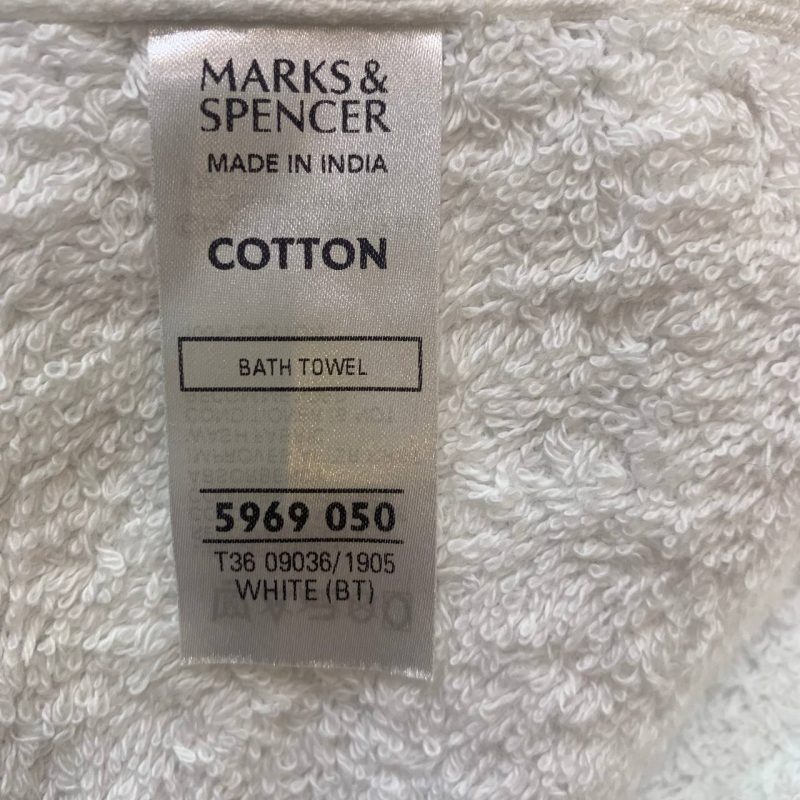 MARKS &
SPENCER
MADE IN INDIA
COTTON
BATH TOWEL
5969 050
T36 09036/1905
WHITE (BT)